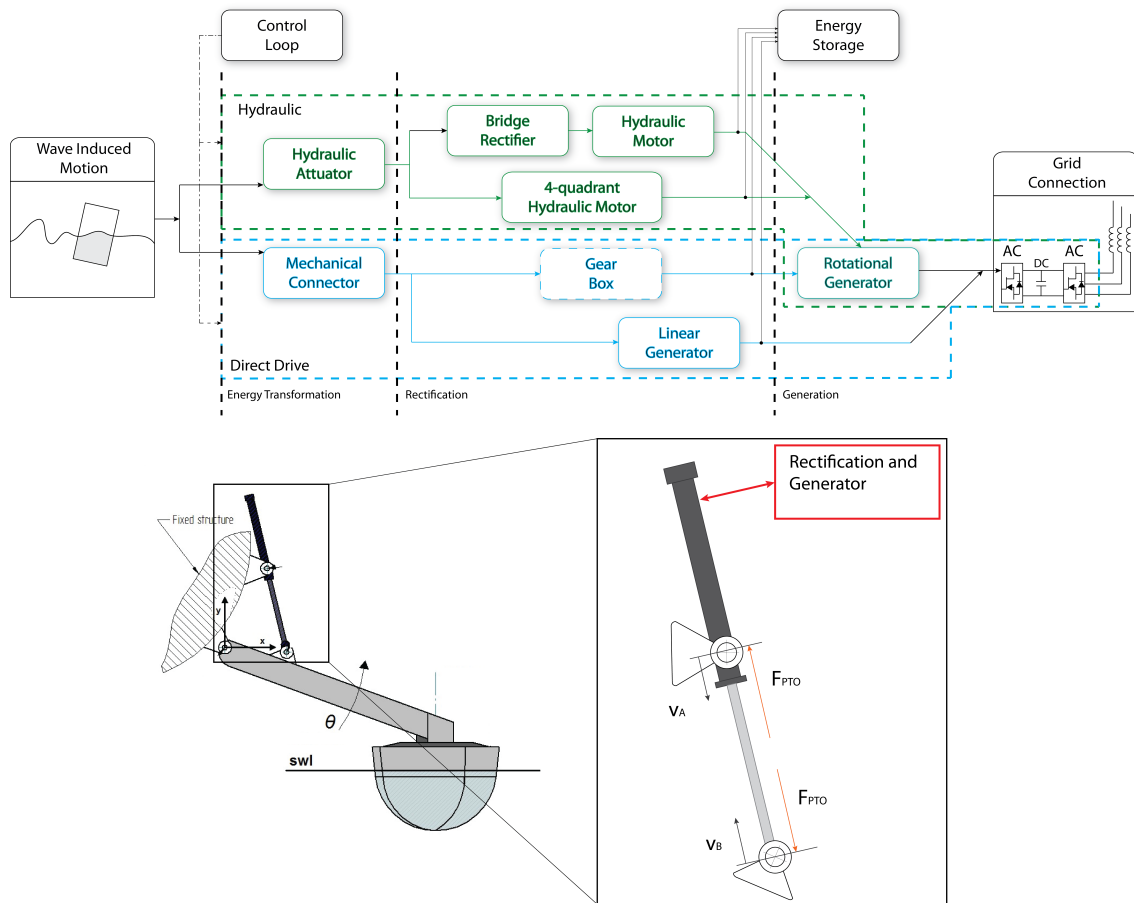 Control
Loop
Energy
Storage
Hydraulic
Bridge
Rectifier
Hydraulic
Motor
Wave Induced
Motion
Hydraulic
Attuator
4-quadrant
Hydraulic Motor
Grid
Connection
AC
DC
AC
Mechanical
Connector
Gear
Box
Rotational
Generator
Linear
Generator
Direct Drive
Energy Transformation
Rectification
Generation
Rectification and
Generator
Fixed structure
y
x
θ
swl
VA
FPTO
FPTO
VB